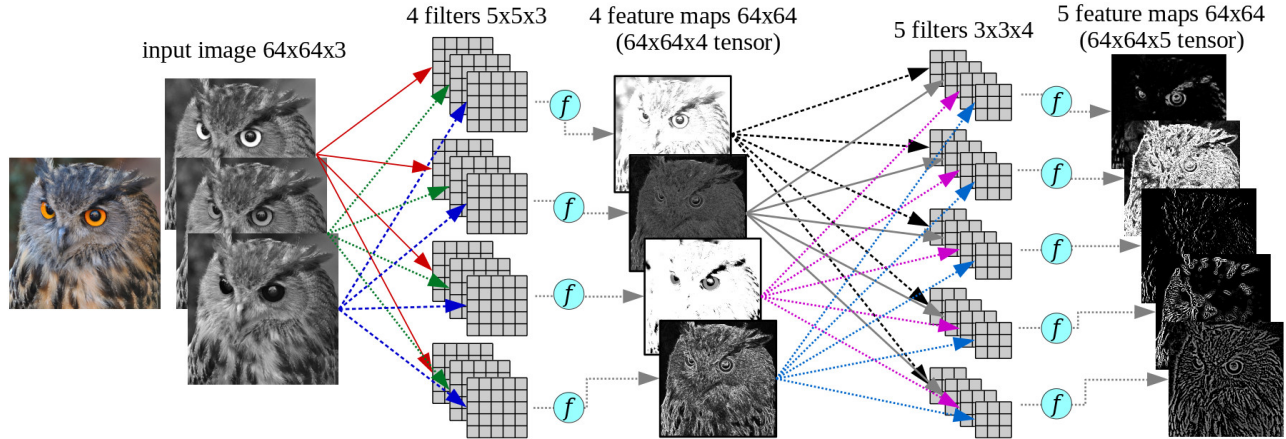 input image 64x64x3
4 filters 5x5x3
4 feature maps 64x64
(64x64x4 tensor)
5 filters 3x3x4
5 feature maps 64x64
(64x64x5 tensor)
f
f
f
f
f
f
f
f
f